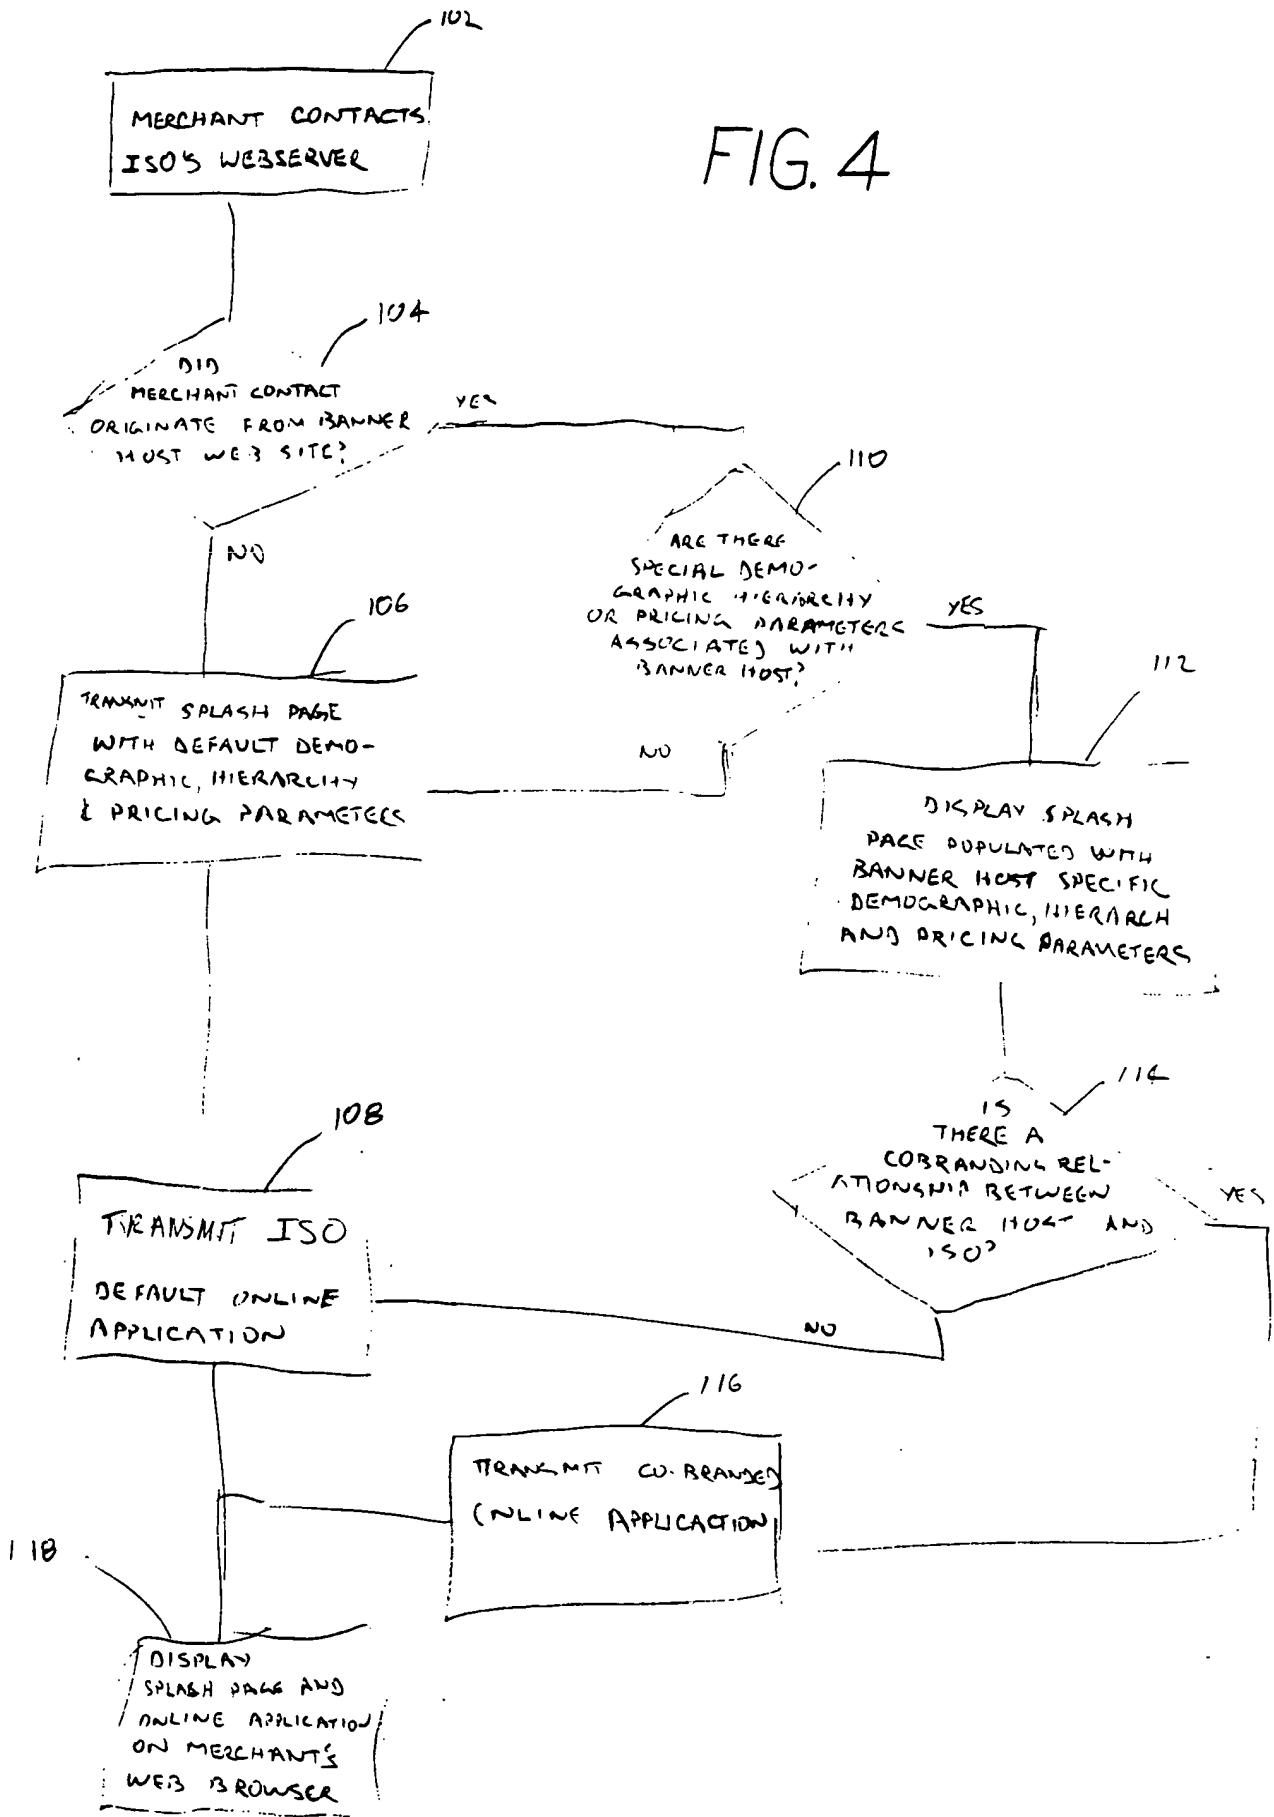 102
MERCHANT CONTACTS
ISO'S WEBSERVER
FIG. 4
104
DID
MERCHANT CONTACT
ORIGINATE FROM BANNER
HOST WEB SITE?
YES
NO
110
ARE THERE
SPECIAL DEMO-
GRAPHIC HIERARCHY
OR PRICING PARAMETERS
ASSOCIATED WITH
BANNER HOST?
YES
NO
106
TRANSMIT SPLASH PAGE
WITH DEFAULT DEMO-
GRAPHIC, HIERARCHY
& PRICING PARAMETERS
112
DISPLAY SPLASH
PAGE POPULATED WITH
BANNER HOST SPECIFIC
DEMOGRAPHIC, HIERARCH
AND PRICING PARAMETERS
114
IS
THERE A
COBRANDING REL-
ATIONSHIP BETWEEN
BANNER HOST AND
ISO?
YES
NO
108
TRANSMIT ISO
DEFAULT ONLINE
APPLICATION
116
TRANSMIT CO-BRANDED
ONLINE APPLICACTION
118
DISPLAY
SPLASH PAGE AND
ONLINE APPLICATION
ON MERCHANT'S
WEB BROWSER